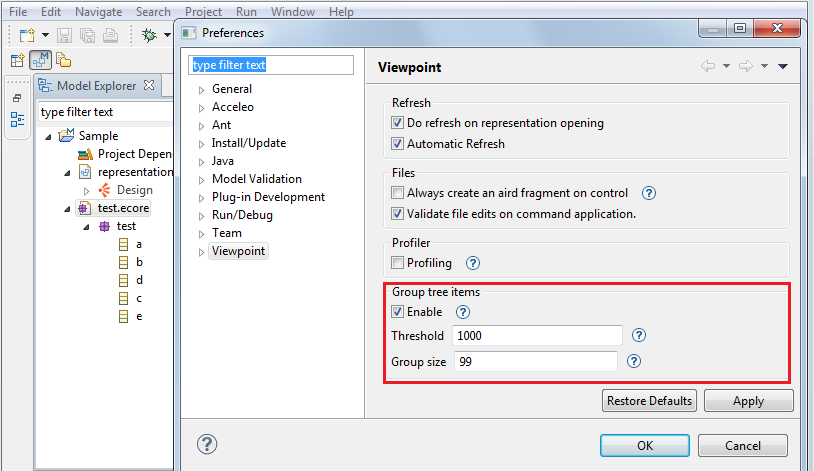 File Edit Navigate Search Project Run Window Help
Preferences
Model Explorer
type filter text
Sample
Project Depen
representation
Design
test.ecore
test
a
b
d
c
e
type filter text
General
Acceleo
Ant
Install/Update
Java
Model Validation
Plug-in Development
Run/Debug
Team
Viewpoint
Viewpoint
Refresh
Do refresh on representation opening
Automatic Refresh
Files
Always create an aird fragment on control
Validate file edits on command application.
Profiler
Profiling
Group tree items
Enable
Threshold 1000
Group size 99
Restore Defaults Apply
OK Cancel